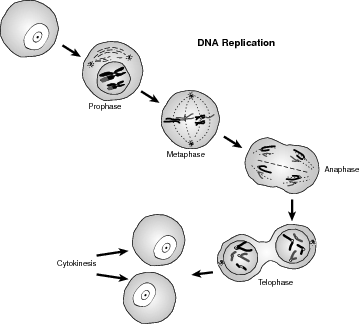 DNA Replication
Prophase
Metaphase
Anaphase
Telophase
Cytokinesis